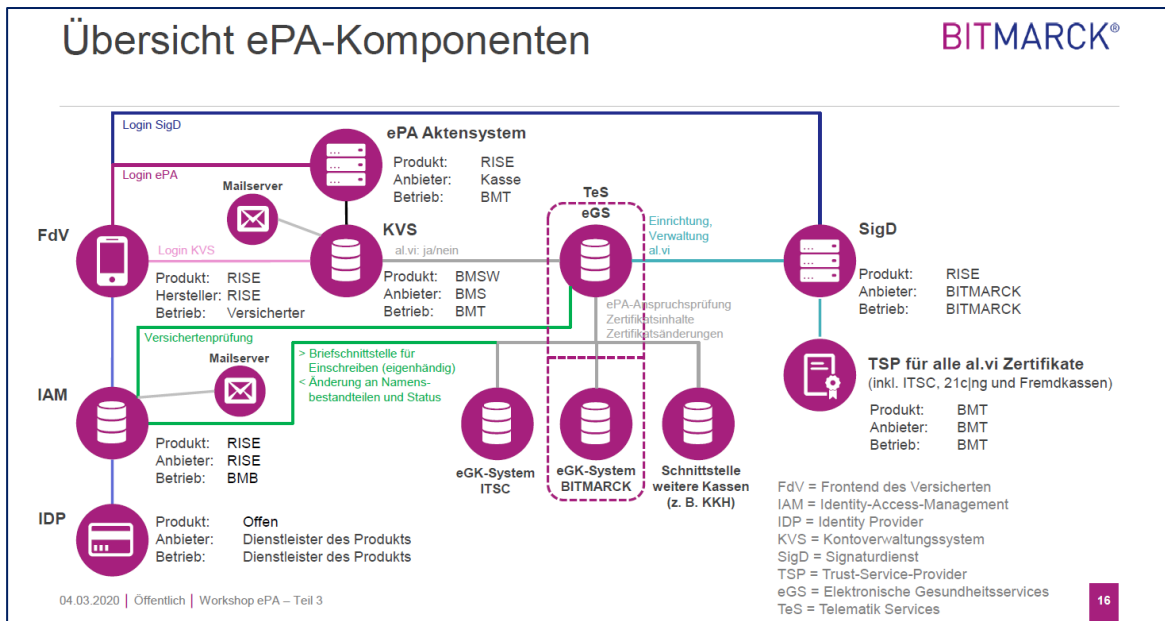 Übersicht ePA-Komponenten
BITMARCK®
Login SigD
ePA Aktensystem
Produkt: RISE
Anbieter: Kasse
Betrieb: BMT
Login ePA
Mailserver
TeS
eGS
Einrichtung,
Verwaltung
al.vi
FdV
Login KVS
KVS
al.vi: ja/nein
SigD
Produkt: RISE
Hersteller: RISE
Betrieb: Versicherter
Produkt: BMSW
Anbieter: BMS
Betrieb: BMT
Produkt: RISE
Anbieter: BITMARCK
Betrieb: BITMARCK
ePA-Anspruchsprüfung
Zertifikatsinhalte
Zertifikatsänderungen
Versichertenprüfung
> Briefschnittstelle für
Einschreiben (eigenhändig)
< Änderung an Namens-
bestandteilen und Status
Mailserver
TSP für alle al.vi Zertifikate
(inkl. ITSC, 21c|ng und Fremdkassen)
Produkt: BMT
Anbieter: BMT
Betrieb: BMT
IAM
Produkt: RISE
Anbieter: RISE
Betrieb: BMB
eGK-System
ITSC
eGK-System
BITMARCK
Schnittstelle
weitere Kassen
(z. B. KKH)
IDP
Produkt: Offen
Anbieter: Dienstleister des Produkts
Betrieb: Dienstleister des Produkts
FdV = Frontend des Versicherten
IAM = Identity-Access-Management
IDP = Identity Provider
KVS = Kontoverwaltungssystem
SigD = Signaturdienst
TSP = Trust-Service-Provider
eGS = Elektronische Gesundheitsservices
TeS = Telematik Services
04.03.2020 | Öffentlich | Workshop ePA – Teil 3
16